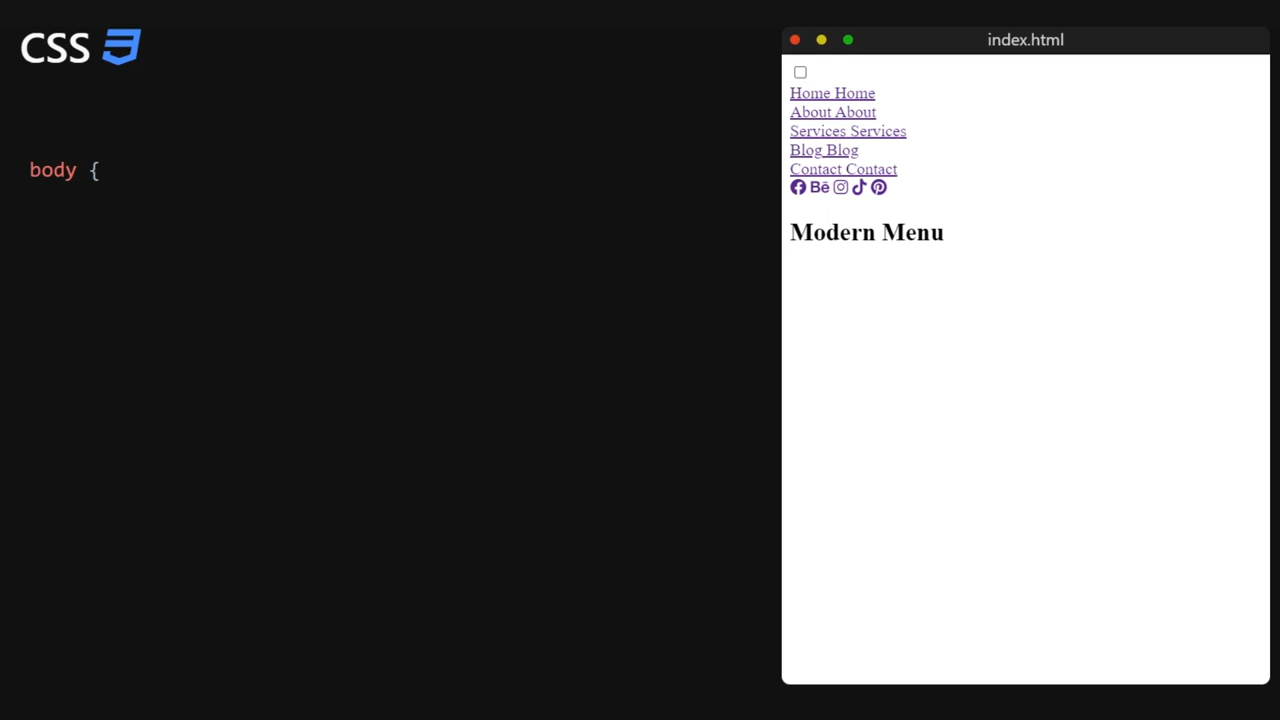 CSS
body {
index.html
Home Home
About About
Services Services
Blog Blog
Contact Contact
Bē
Modern Menu